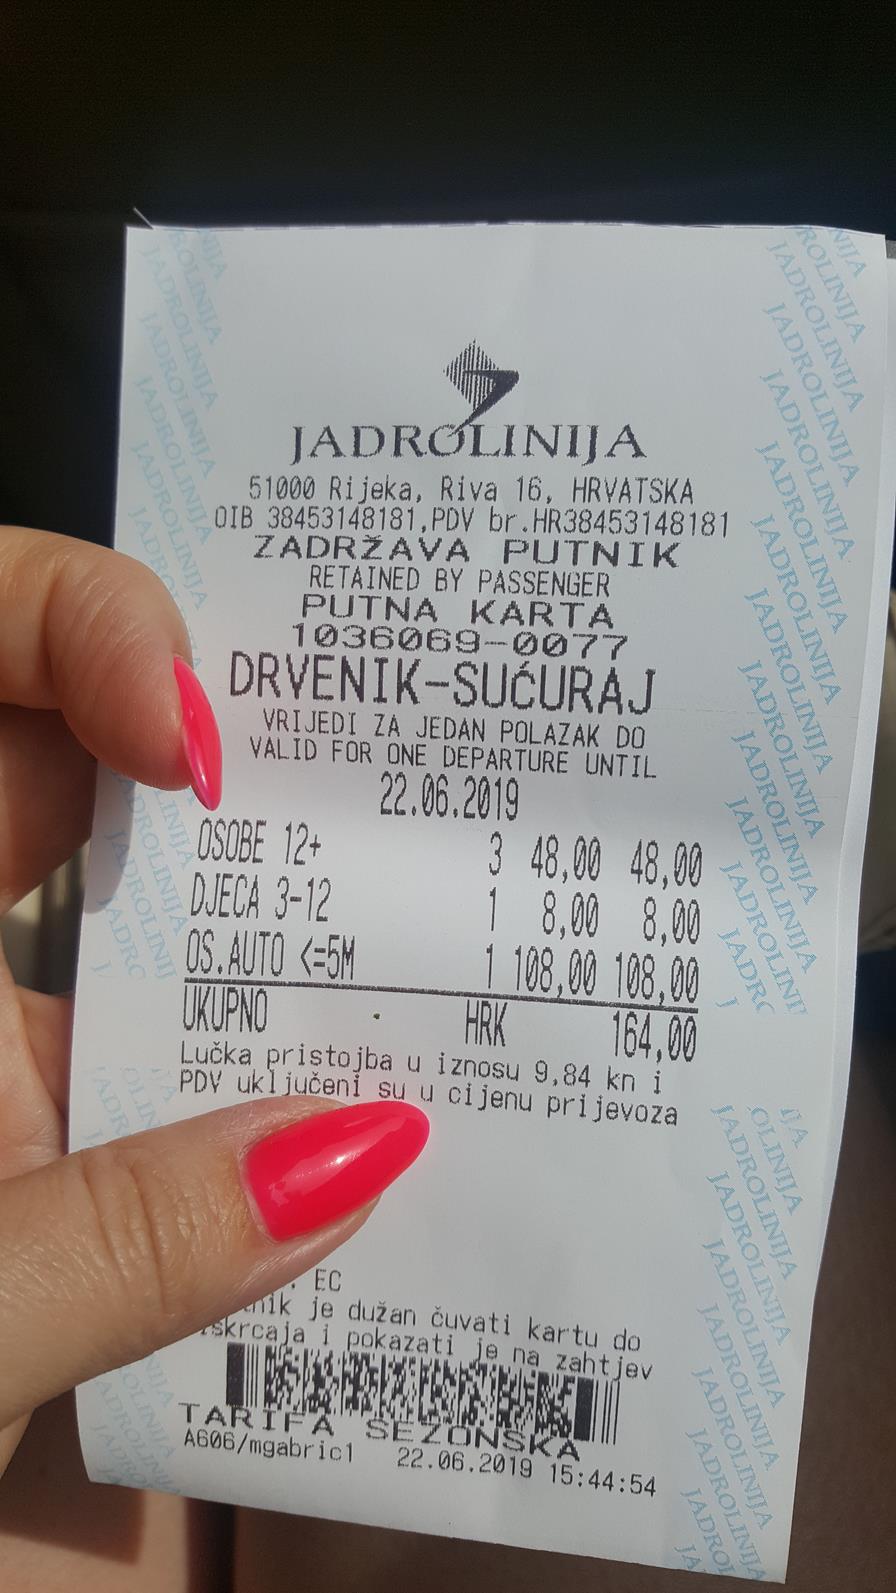 JADROLINIJA
51000 Rijeka, Riva 16, HRVATSKA
OIB 38453148181,PDV br.HR38453148181
ZADRŽAVA PUTNIK
RETAINED BY PASSENGER
PUTNA KARTA
1036069-0077
DRVENIK-SUĆURAJ
VRIJEDI ZA JEDAN POLAZAK DO
VALID FOR ONE DEPARTURE UNTIL
22.06.2019
OSOBE 12+ 3 48,00 48,00
DJECA 3-12 1 8,00 8,00
OS.AUTO <=5M 1 108,00 108,00
UKUPNO HRK 164,00
Lučka pristojba u iznosu 9,84 kn i
PDV uključeni su u cijenu prijevoza
EC
je dužan čuvati kartu do
i pokazati je na zahtjev
TARIFA SEZONSKA
A606/mgabric1 22.06.2019 15:44:54